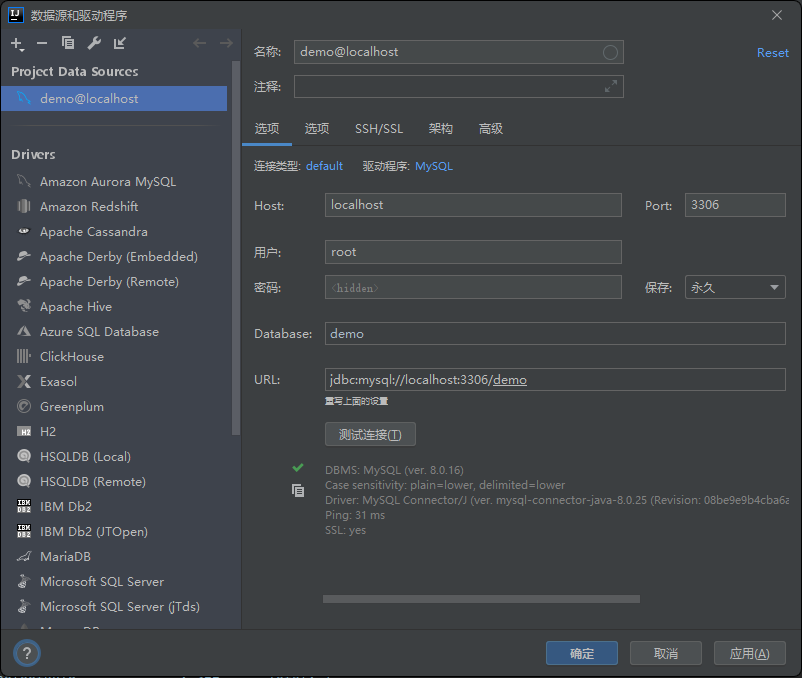 数据源和驱动程序
Project Data Sources
demo@localhost
Drivers
Amazon Aurora MySQL
Amazon Redshift
Apache Cassandra
Apache Derby (Embedded)
Apache Derby (Remote)
Apache Hive
Azure SQL Database
ClickHouse
Exasol
Greenplum
H2
HSQLDB (Local)
HSQLDB (Remote)
IBM Db2
IBM Db2 (JTOpen)
MariaDB
Microsoft SQL Server
Microsoft SQL Server (jTds)
名称: demo@localhost Reset
注释:
选项 选项 SSH/SSL 架构 高级
连接类型: default 驱动程序: MySQL
Host: localhost Port: 3306
用户: root
密码: <hidden> 保存: 永久
Database: demo
URL: jdbc:mysql://localhost:3306/demo
重写上面的设置
测试连接(T)
DBMS: MySQL (ver. 8.0.16)
Case sensitivity: plain=lower, delimited=lower
Driver: MySQL Connector/J (ver. mysql-connector-java-8.0.25 (Revision: 08be9e9b4cba6a
Ping: 31 ms
SSL: yes
? 确定 取消 应用(A)